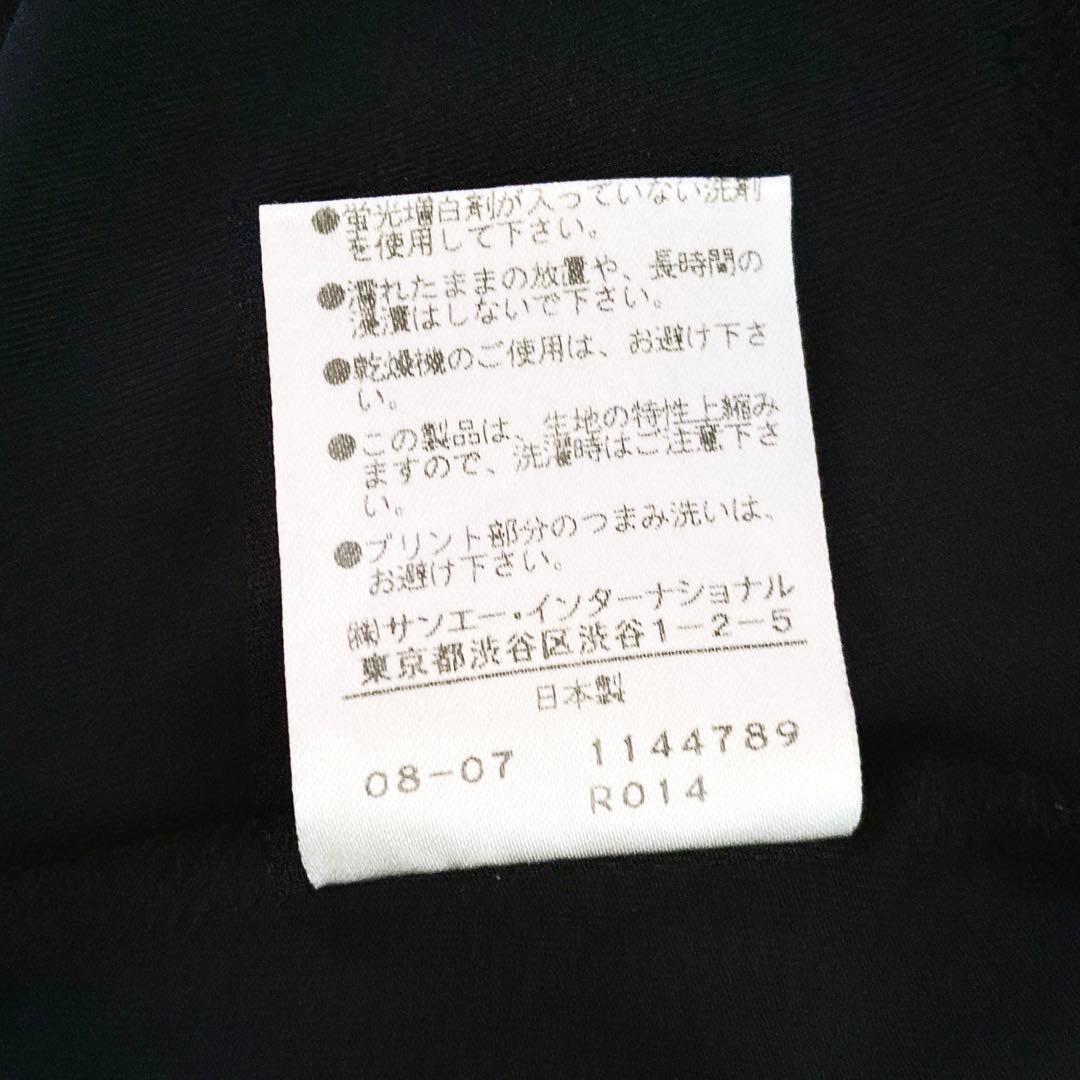 ●蛍光増白剤が入っていない洗剤
を使用して下さい。
●濡れたままの放置や、長時間の
浸漬はしないで下さい。
●乾燥機のご使用は、お避け下さ
い。
●この製品は、生地の特性上縮み
ますので、洗濯時はご注意下さ
い。
●プリント部分のつまみ洗いは、
お避け下さい。
㈱サンエー・インターナショナル
東京都渋谷区渋谷1-2-5
日本製
08-07 1144789
R014